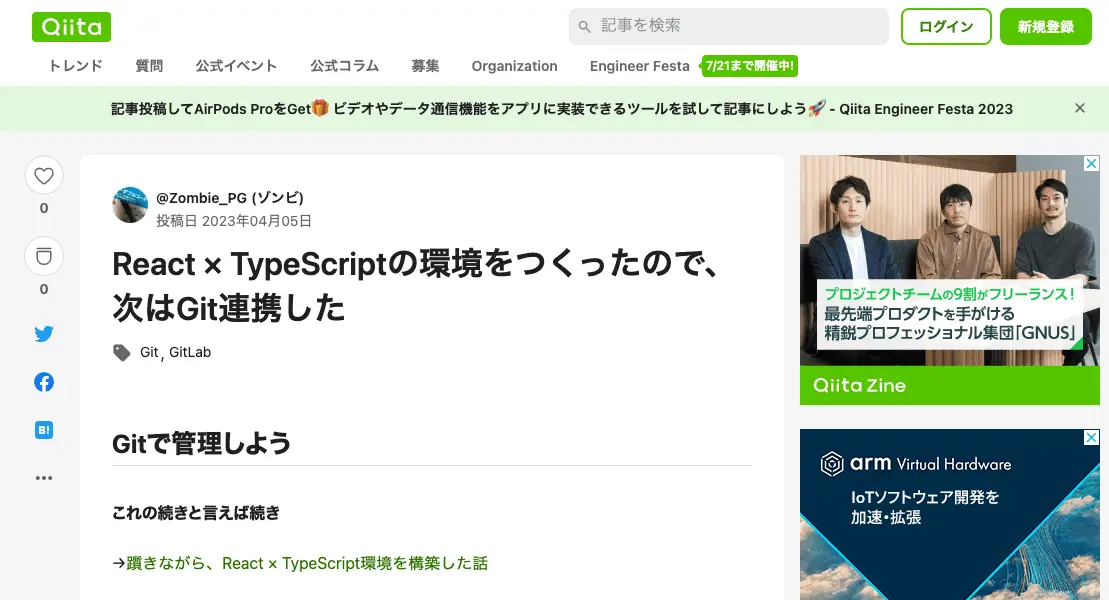 Qiita
記事を検索
ログイン
新規登録
トレンド
質問
公式イベント
公式コラム
募集
Organization
Engineer Festa
7/21まで開催中!
記事投稿してAirPods ProをGet🎁 ビデオやデータ通信機能をアプリに実装できるツールを試して記事にしよう🚀 - Qiita Engineer Festa 2023
0
0
B!
@Zombie_PG (ゾンビ)
投稿日 2023年04月05日
React × TypeScriptの環境をつくったので、
次はGit連携した
Git, GitLab
Gitで管理しよう
これの続きと言えば続き
→躓きながら、React × TypeScript環境を構築した話
プロジェクトチームの9割がフリーランス!
最先端プロダクトを手がける
精鋭プロフェッショナル集団「GNUS」
Qiita Zine
arm Virtual Hardware
IoTソフトウェア開発を
加速・拡張